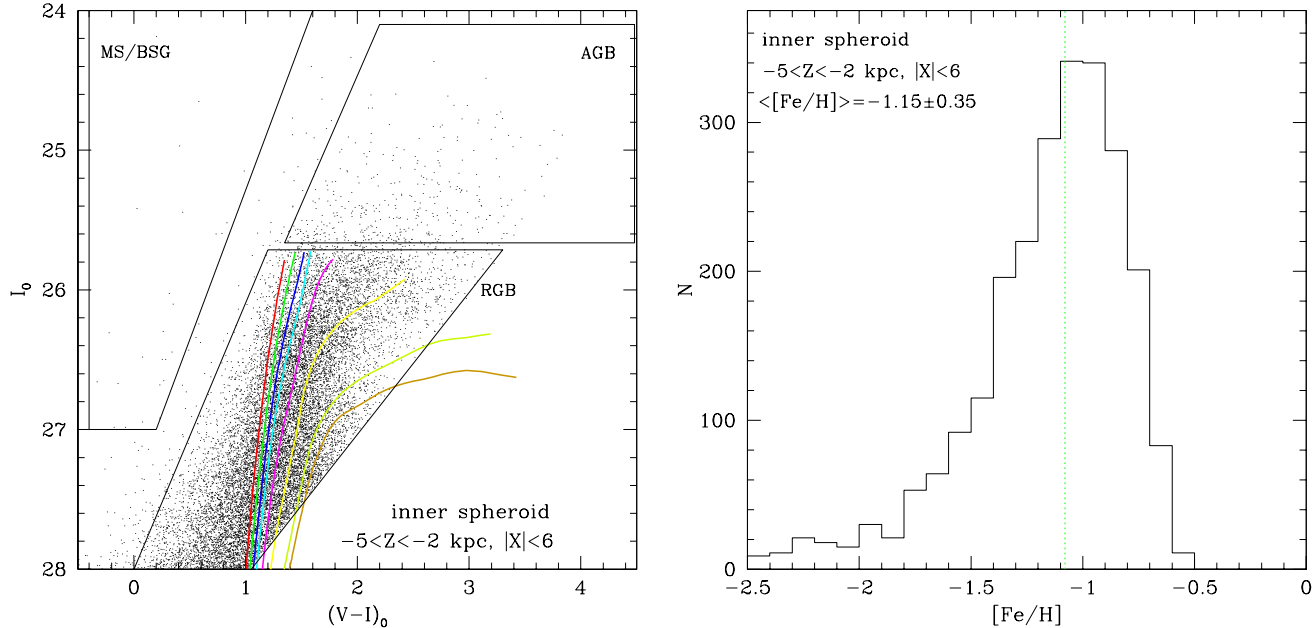 MS/BSG
AGB
RGB
inner spheroid
−5<Z<−2 kpc, |X|<6
24
25
26
27
28
I₀
0
1
2
3
4
(V−I)₀
inner spheroid
−5<Z<−2 kpc, |X|<6
<[Fe/H]>=−1.15±0.35
300
200
100
0
N
−2.5
−2
−1.5
−1
−0.5
0
[Fe/H]